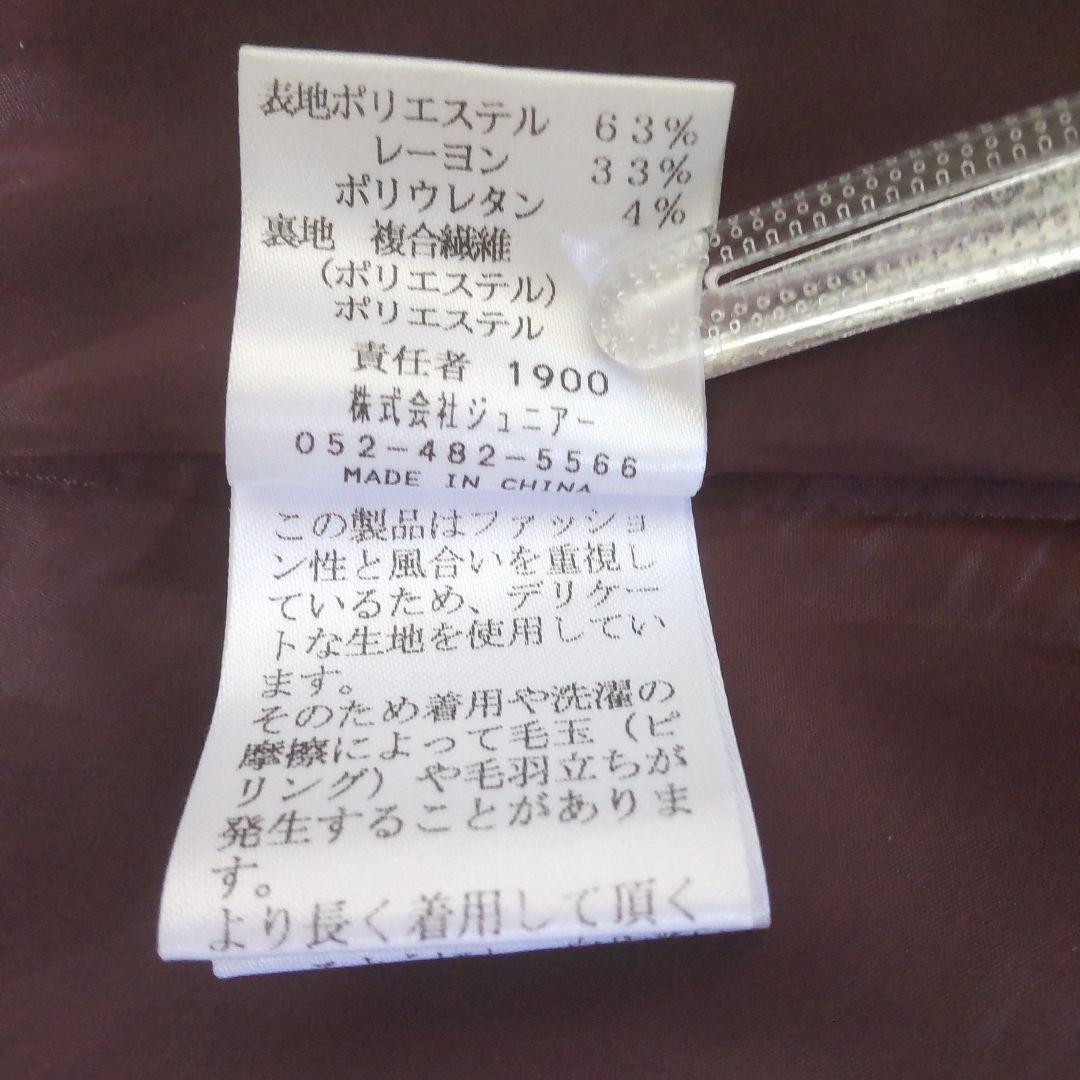 表地ポリエステル 63%
レーヨン 33%
ポリウレタン 4%
裏地 複合繊維
(ポリエステル)
ポリエステル
責任者 1900
株式会社ジュニアー
052-482-5566
MADE IN CHINA
この製品はファッショ
ン性と風合いを重視し
ているため、デリケー
トな生地を使用してい
ます。
そのため着用や洗濯の
摩擦によって毛玉(ピ
リング)や毛羽立ちが
発生することがありま
す。
より長く着用して頂く